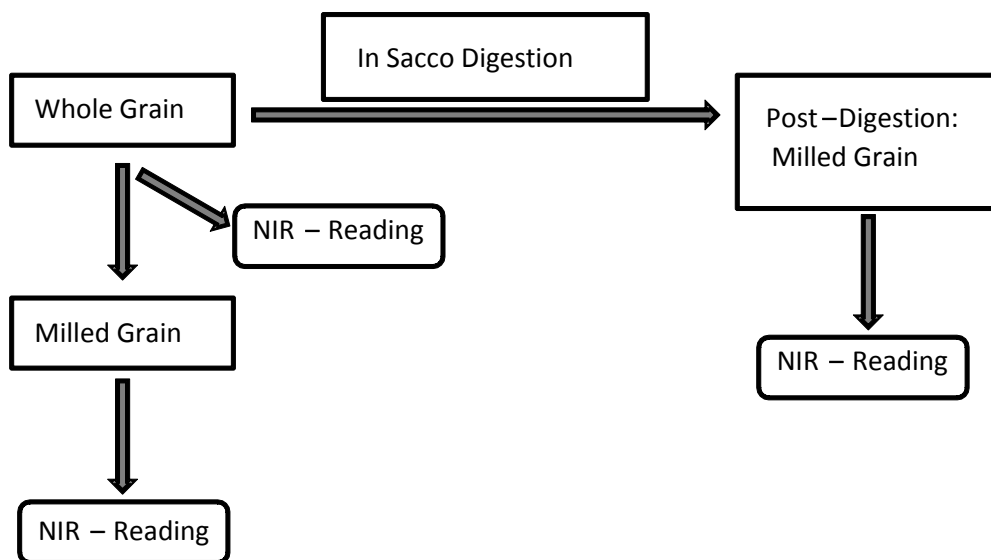 In Sacco Digestion
Whole Grain
Post –Digestion:
Milled Grain
NIR – Reading
Milled Grain
NIR – Reading
NIR – Reading